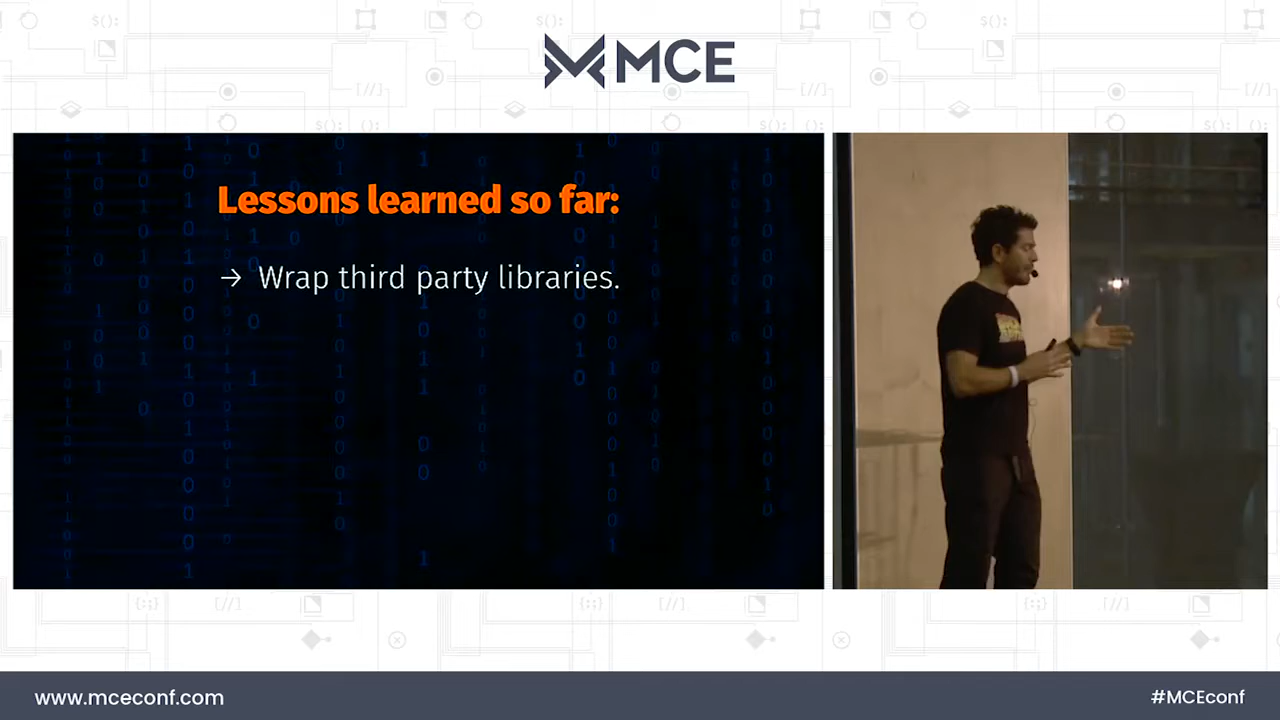 MCE
Lessons learned so far:
→ Wrap third party libraries.
www.mceconf.com
#MCEconf